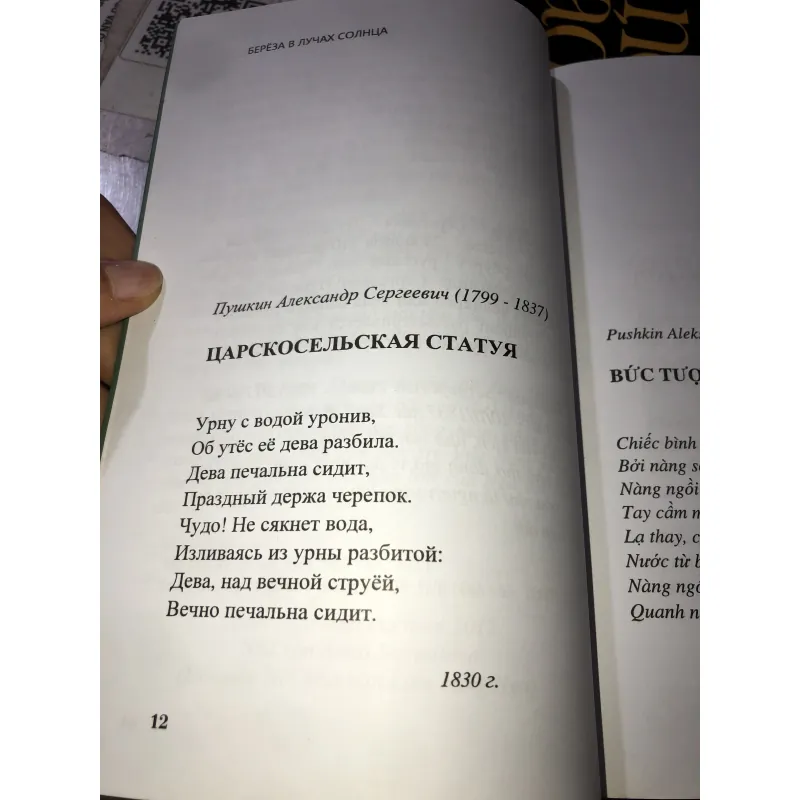 БЕРЁЗА В ЛУЧАХ СОЛНЦА
Пушкин Александр Сергеевич (1799 - 1837)
ЦАРСКОСЕЛЬСКАЯ СТАТУЯ
Урну с водой уронив,
Об утёс её дева разбила.
Дева печальна сидит,
Праздный держа черепок.
Чудо! Не сякнет вода,
Изливаясь из урны разбитой:
Дева, над вечной струёй,
Вечно печальна сидит.
1830 г.
12
Pushkin
BỨC
Chiếc bình
Bởi nàng
Nàng ngồi
Tay cầm
Lạ thay,
Nước từ
Nàng
Quanh